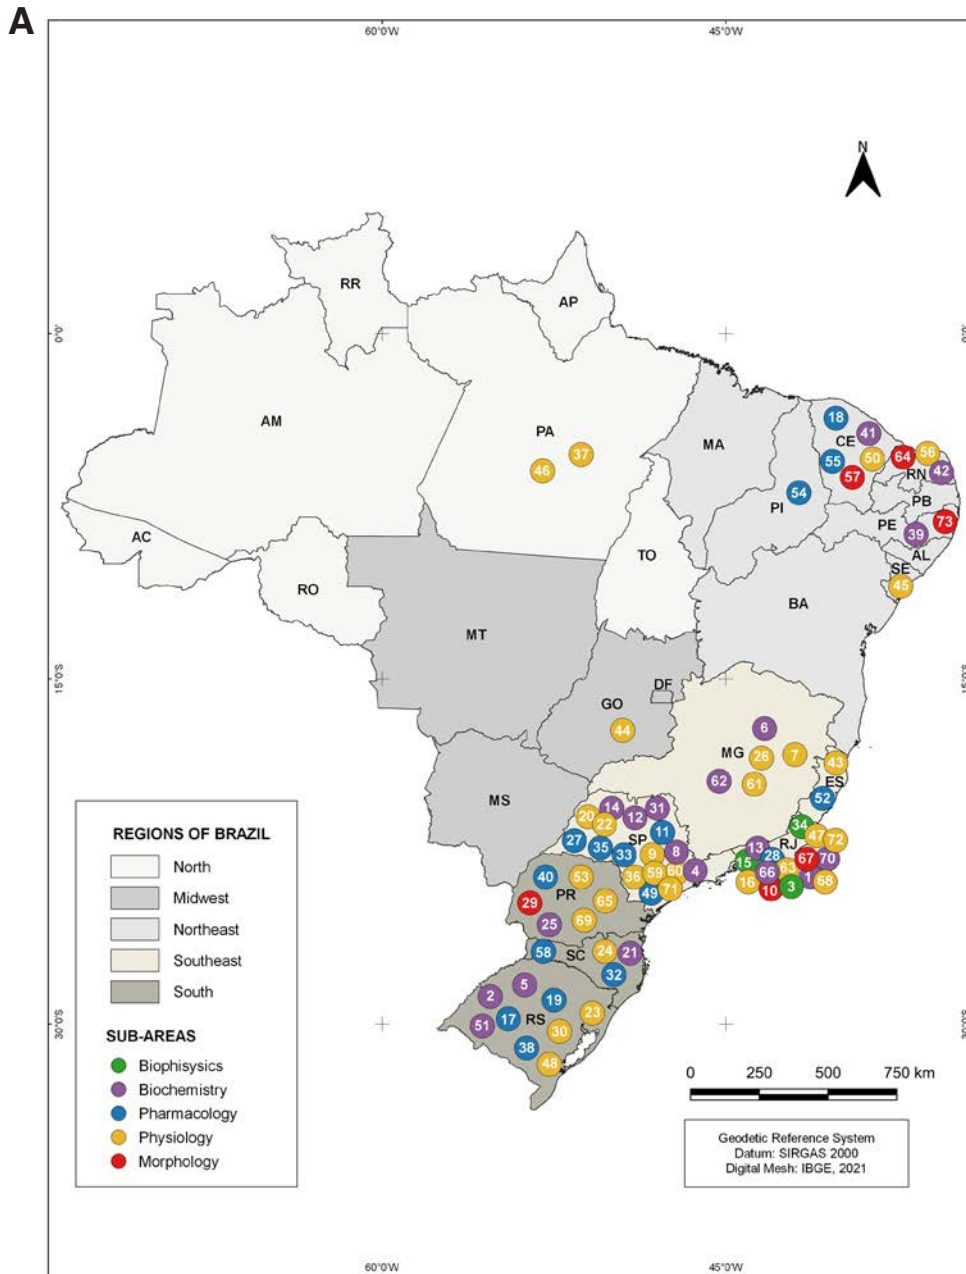 A
60°0'W 45°0'W
N
RR
AP
0°0' 0°0'
AM
PA
37
46
MA
18
CE
41
55
50
57
64
56
RN
42
54
PI
PB
PE
39
73
AL
SE
45
AC
RO
TO
BA
MT
15°0'S 15°0'S
DF
GO
44
6
MG
26
7
62
61
43
ES
52
MS
14
31
20
12
22
11
SP
27
35
33
9
8
36
59
60
4
49
71
34
47
72
RJ
13
28
15
67
70
66
63
1
16
10
3
68
40
53
PR
29
65
25
69
58
SC
24
21
32
5
2
19
51
17
RS
23
30
38
48
30°0'S 30°0'S
REGIONS OF BRAZIL
North
Midwest
Northeast
Southeast
South
SUB-AREAS
Biophisysics
Biochemistry
Pharmacology
Physiology
Morphology
0 250 500 750 km
Geodetic Reference System
Datum: SIRGAS 2000
Digital Mesh: IBGE, 2021
60°0'W 45°0'W